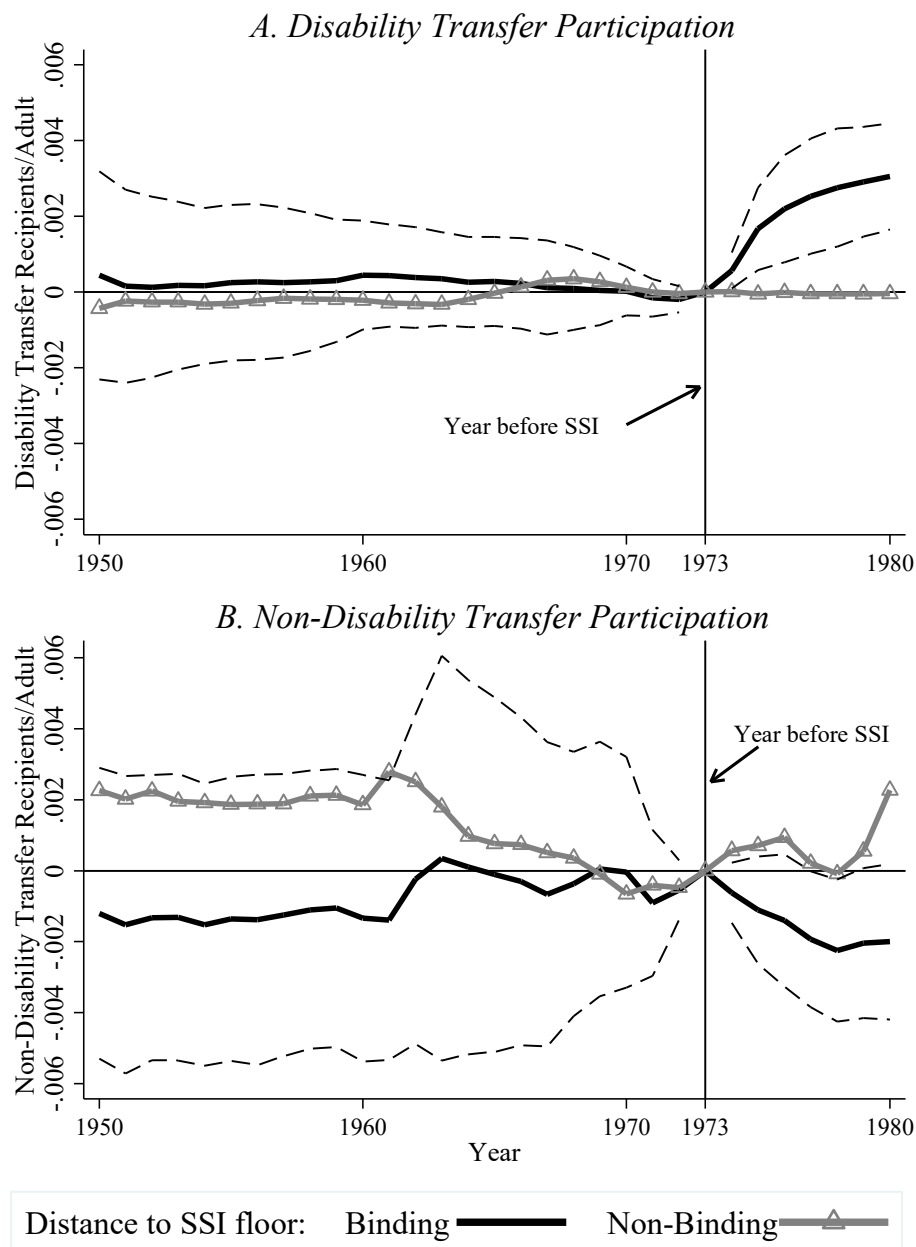 A. Disability Transfer Participation
Disability Transfer Recipients/Adult
.006
.004
.002
0
-.002
-.004
-.006
Year before SSI
1950 1960 1970 1973 1980
B. Non-Disability Transfer Participation
Non-Disability Transfer Recipients/Adult
.006
.004
.002
0
-.002
-.004
-.006
Year before SSI
1950 1960 1970 1973 1980
Year
Distance to SSI floor: Binding Non-Binding